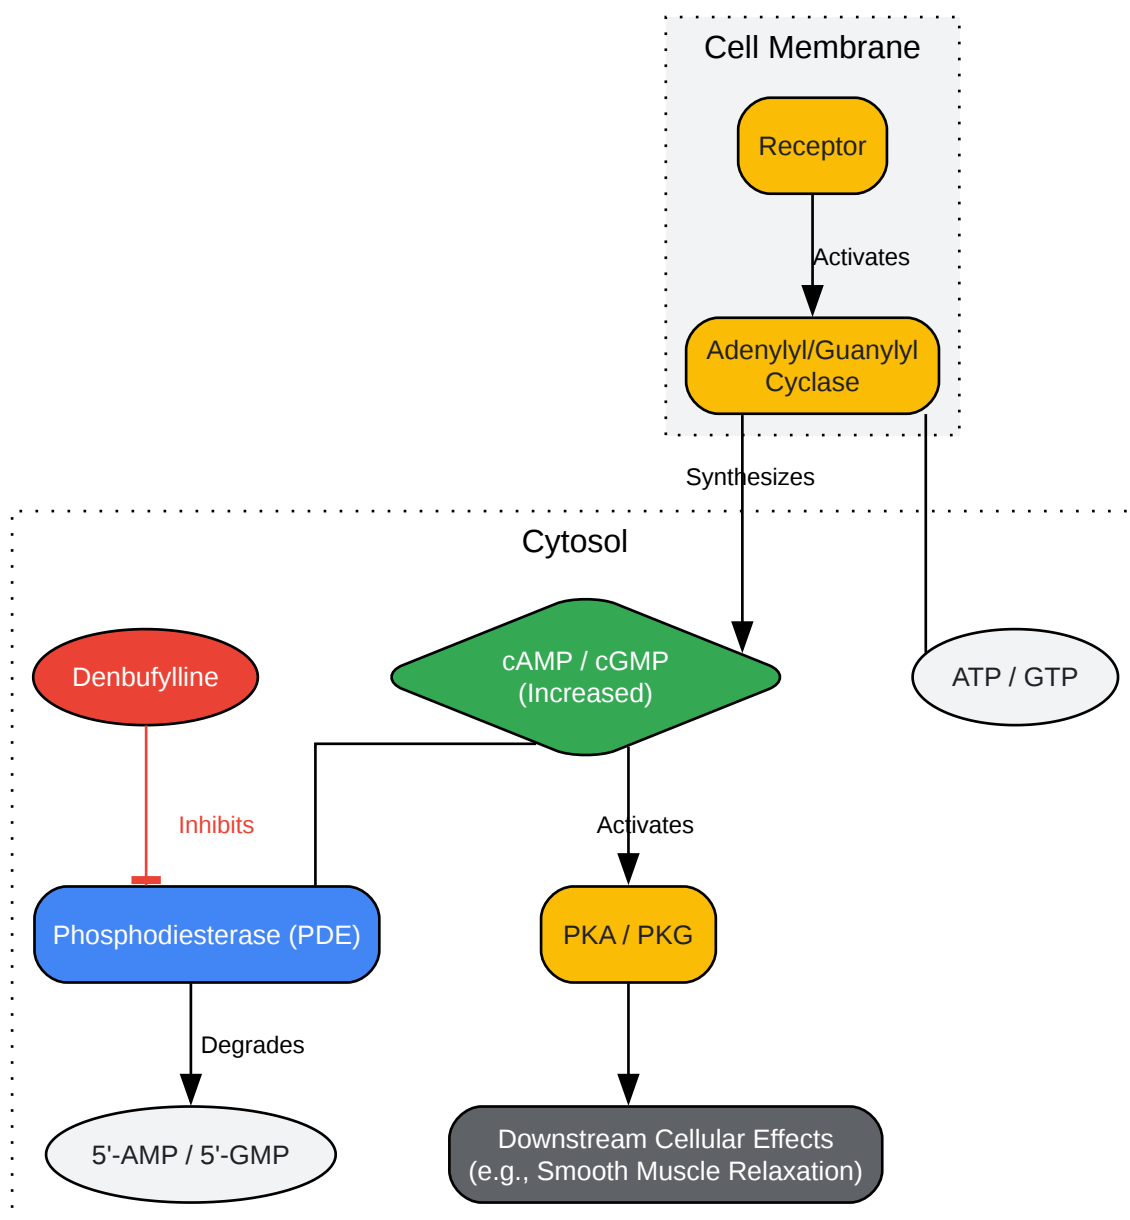 Cell Membrane
Receptor
Activates
Adenylyl/Guanylyl
Cyclase
Synthesizes
Cytosol
Denbufylline
cAMP / cGMP
(Increased)
ATP / GTP
Inhibits
Activates
Phosphodiesterase (PDE)
PKA / PKG
Degrades
5'-AMP / 5'-GMP
Downstream Cellular Effects
(e.g., Smooth Muscle Relaxation)